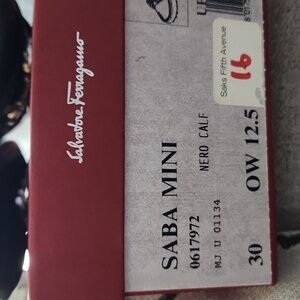 Salvatore Ferragamo
Saks Fifth Avenue
16
SABA MINI
0617972
NERO CALF
MJ U 01134
30
OW 12.5